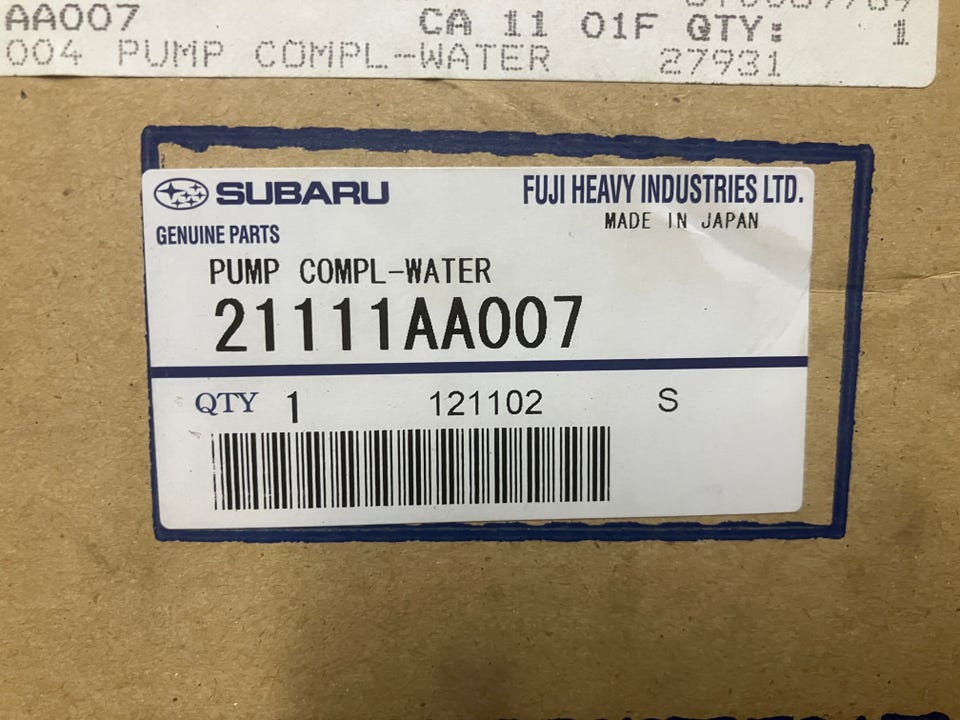 AA007 CA 11 01F QTY: 1
004 PUMP COMPL-WATER 27931
SUBARU FUJI HEAVY INDUSTRIES LTD.
MADE IN JAPAN
GENUINE PARTS
PUMP COMPL-WATER
21111AA007
QTY 1 121102 S